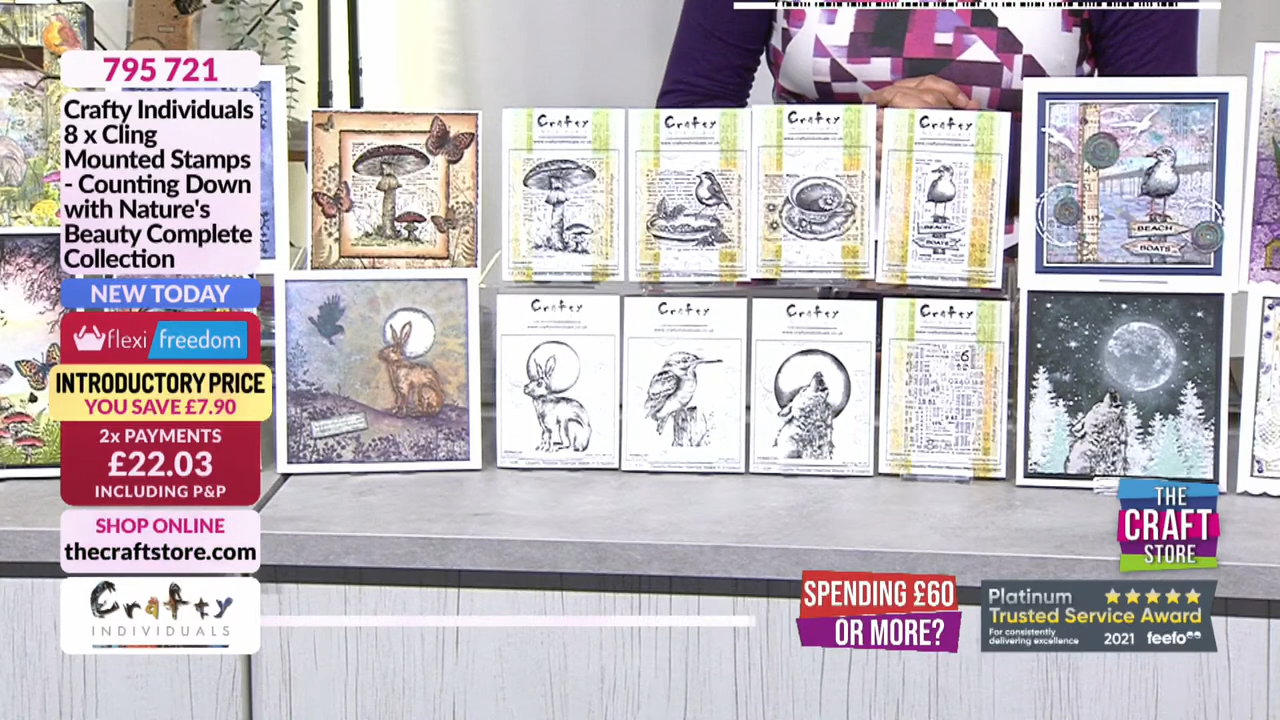 795 721
Crafty Individuals
8 x Cling
Mounted Stamps
- Counting Down
with Nature's
Beauty Complete
Collection
NEW TODAY
flexi freedom
INTRODUCTORY PRICE
YOU SAVE £7.90
2x PAYMENTS
£22.03
INCLUDING P&P
SHOP ONLINE
thecraftstore.com
Crafty
INDIVIDUALS
Crafty
Crafty
Crafty
Crafty
BEACH
BOATS
BEACH
BOATS
Crafty
Crafty
Crafty
Crafty
6
THE
CRAFT
STORE
SPENDING £60
OR MORE?
Platinum
Trusted Service Award
For consistently
delivering excellence
2021 feefo